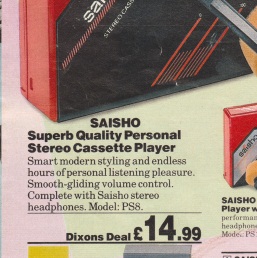 saisho
STEREO CASS
SAISHO
Superb Quality Personal
Stereo Cassette Player
Smart modern styling and endless
hours of personal listening pleasure.
Smooth-gliding volume control.
Complete with Saisho stereo
headphones. Model: PS8.
Dixons Deal £14.99
SAISHO
Player w
performan
headphone
Model: PS